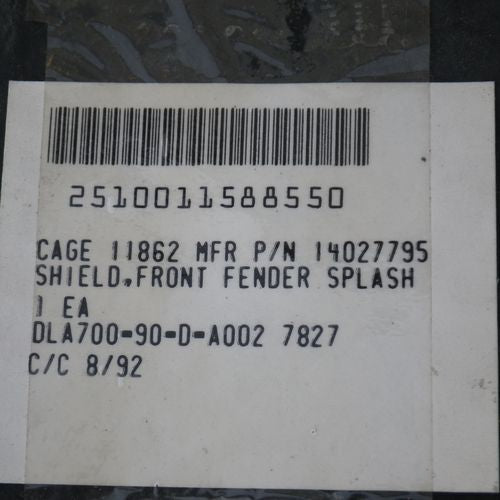 2510011588550
CAGE 11862 MFR P/N 14027795
SHIELD,FRONT FENDER SPLASH
1 EA
DLA700-90-D-A002 7827
C/C 8/92